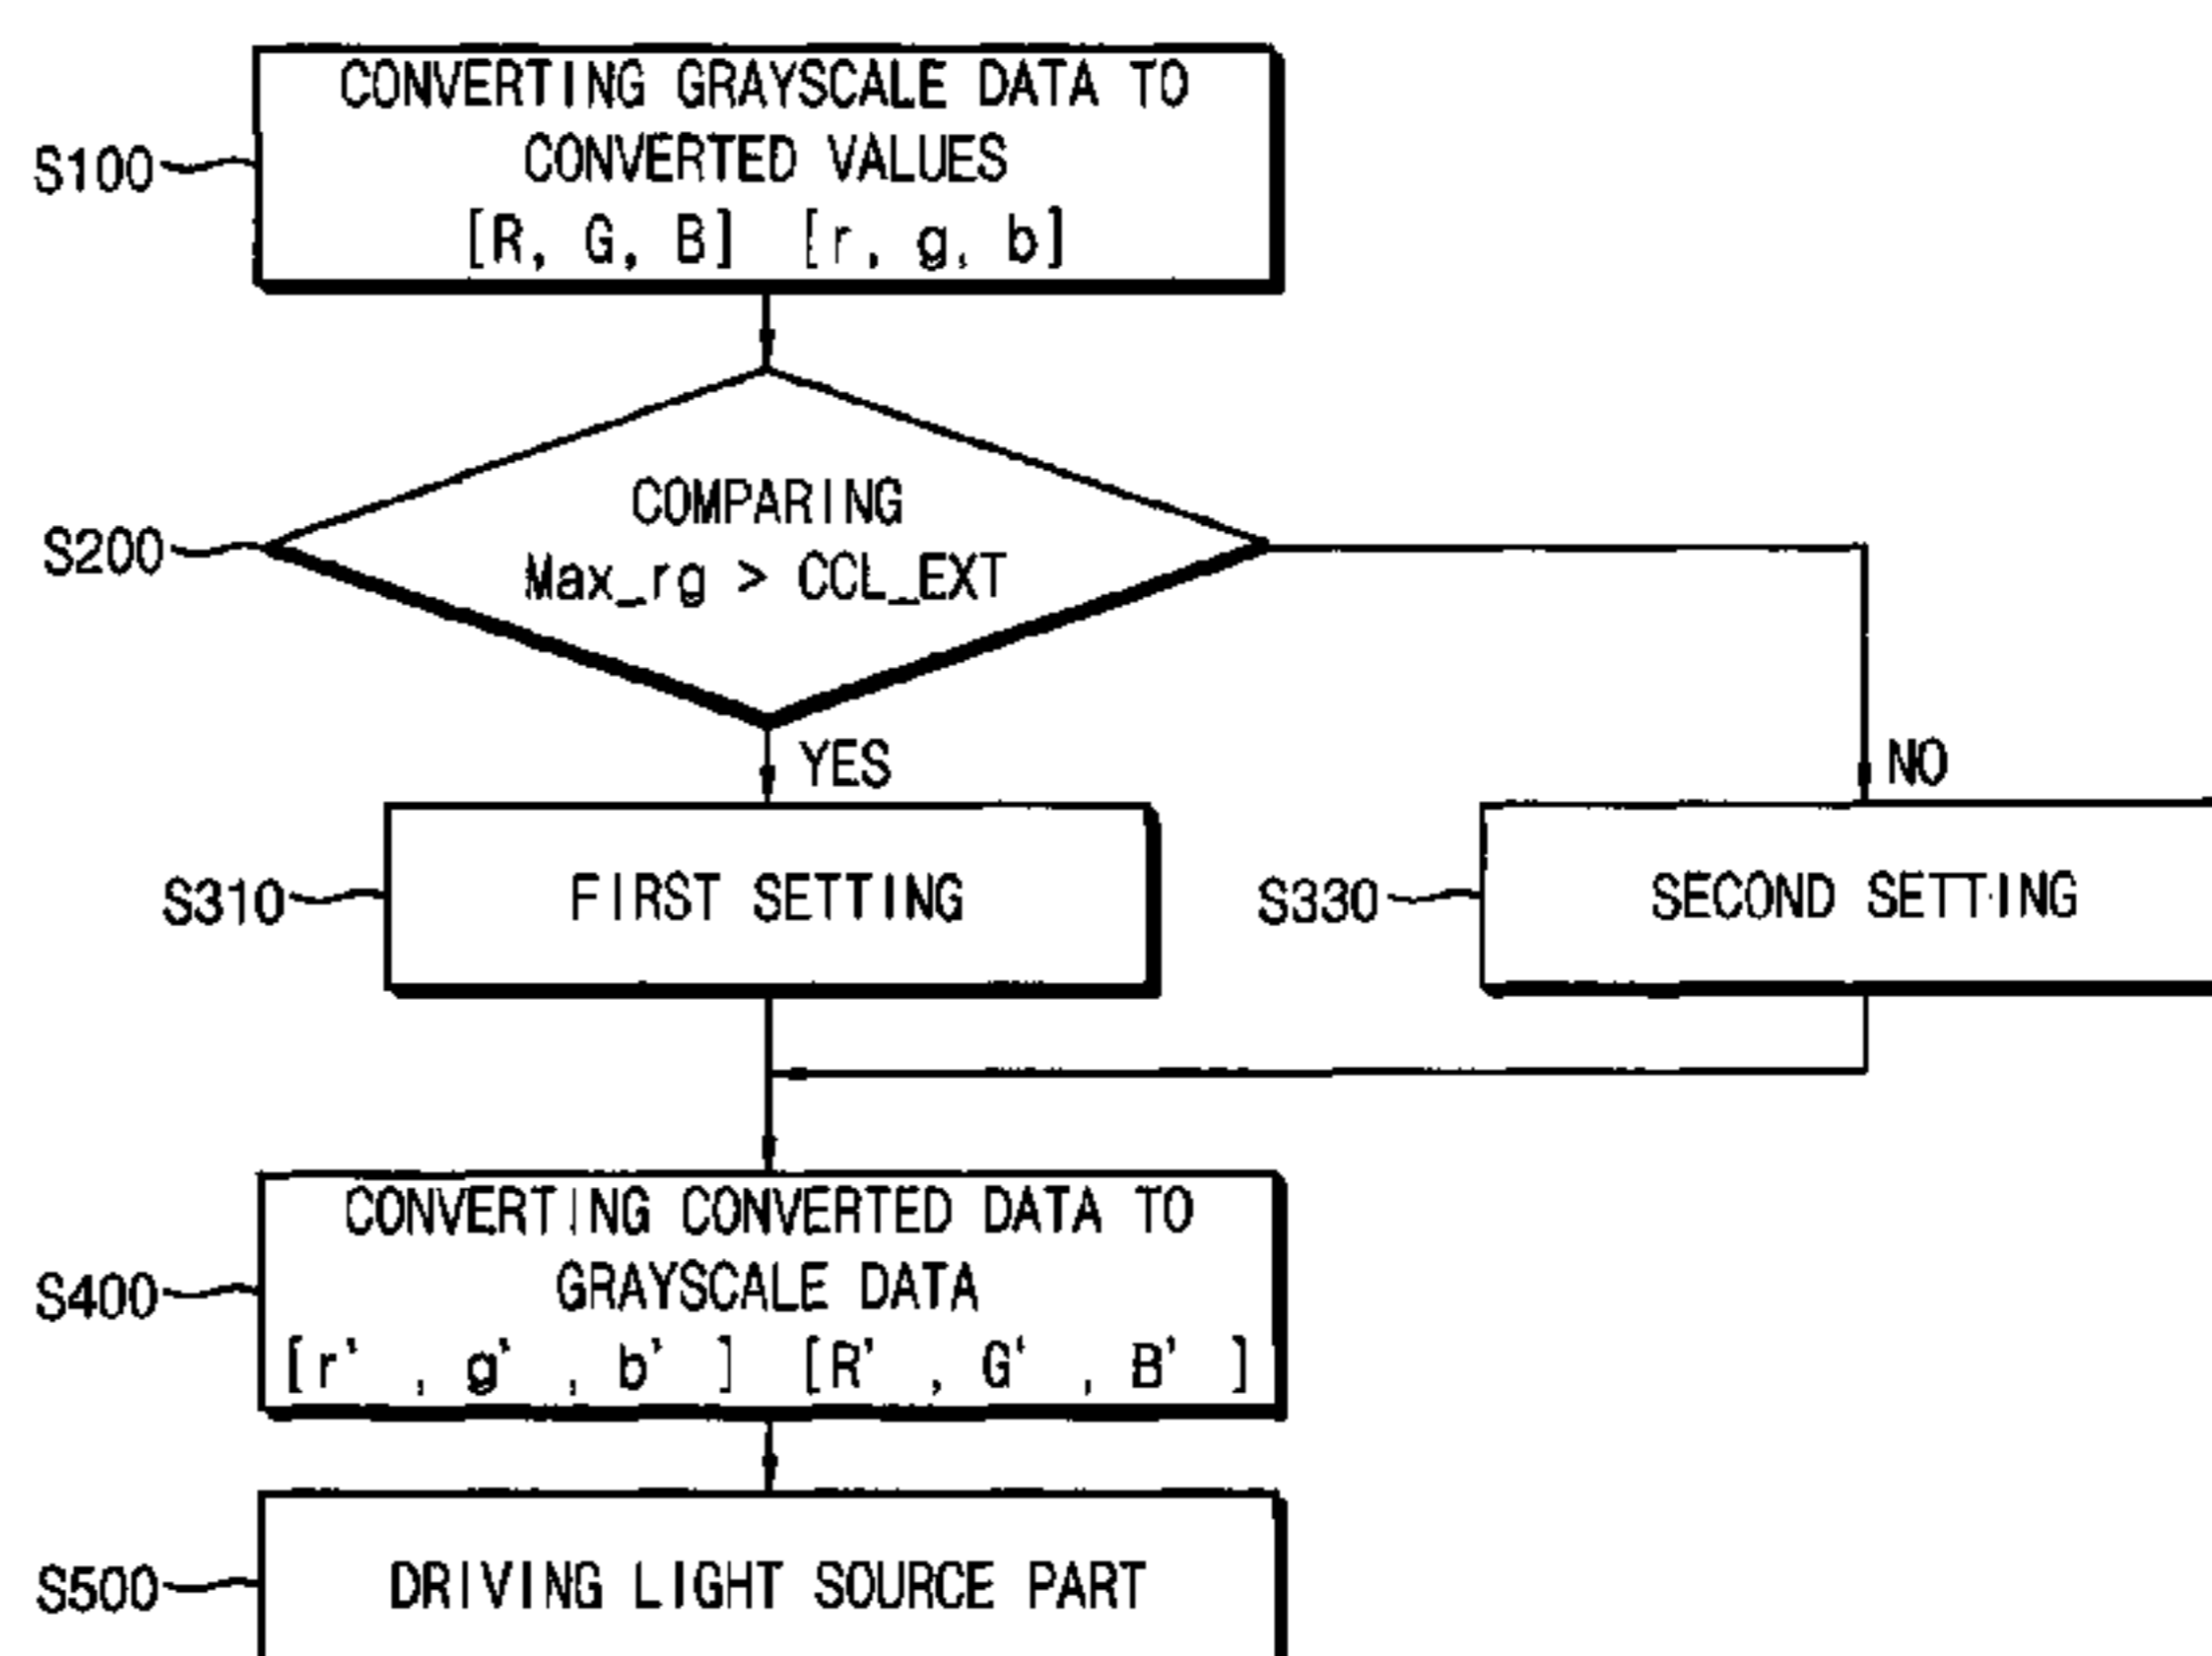 CONVERTING GRAYSCALE DATA TO
CONVERTED VALUES
[R, G, B] [r, g, b]
S100
COMPARING
Max_rg > CCL_EXT
S200
YES
NO
S310
FIRST SETTING
S330
SECOND SETTING
CONVERTING CONVERTED DATA TO
GRAYSCALE DATA
[r' , g' , b' ] [R' , G' , B' ]
S400
S500
DRIVING LIGHT SOURCE PART